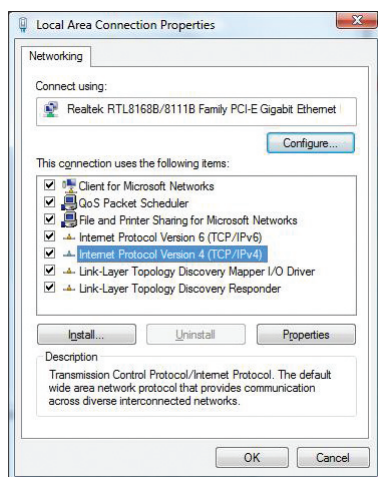 Local Area Connection Properties
Networking
Connect using:
Realtek RTL8168B/8111B Family PCI-E Gigabit Ethernet
Configure...
This connection uses the following items:
Client for Microsoft Networks
QoS Packet Scheduler
File and Printer Sharing for Microsoft Networks
Internet Protocol Version 6 (TCP/IPv6)
Internet Protocol Version 4 (TCP/IPv4)
Link-Layer Topology Discovery Mapper I/O Driver
Link-Layer Topology Discovery Responder
Install... Uninstall Properties
Description
Transmission Control Protocol/Internet Protocol. The default
wide area network protocol that provides communication
across diverse interconnected networks.
OK Cancel